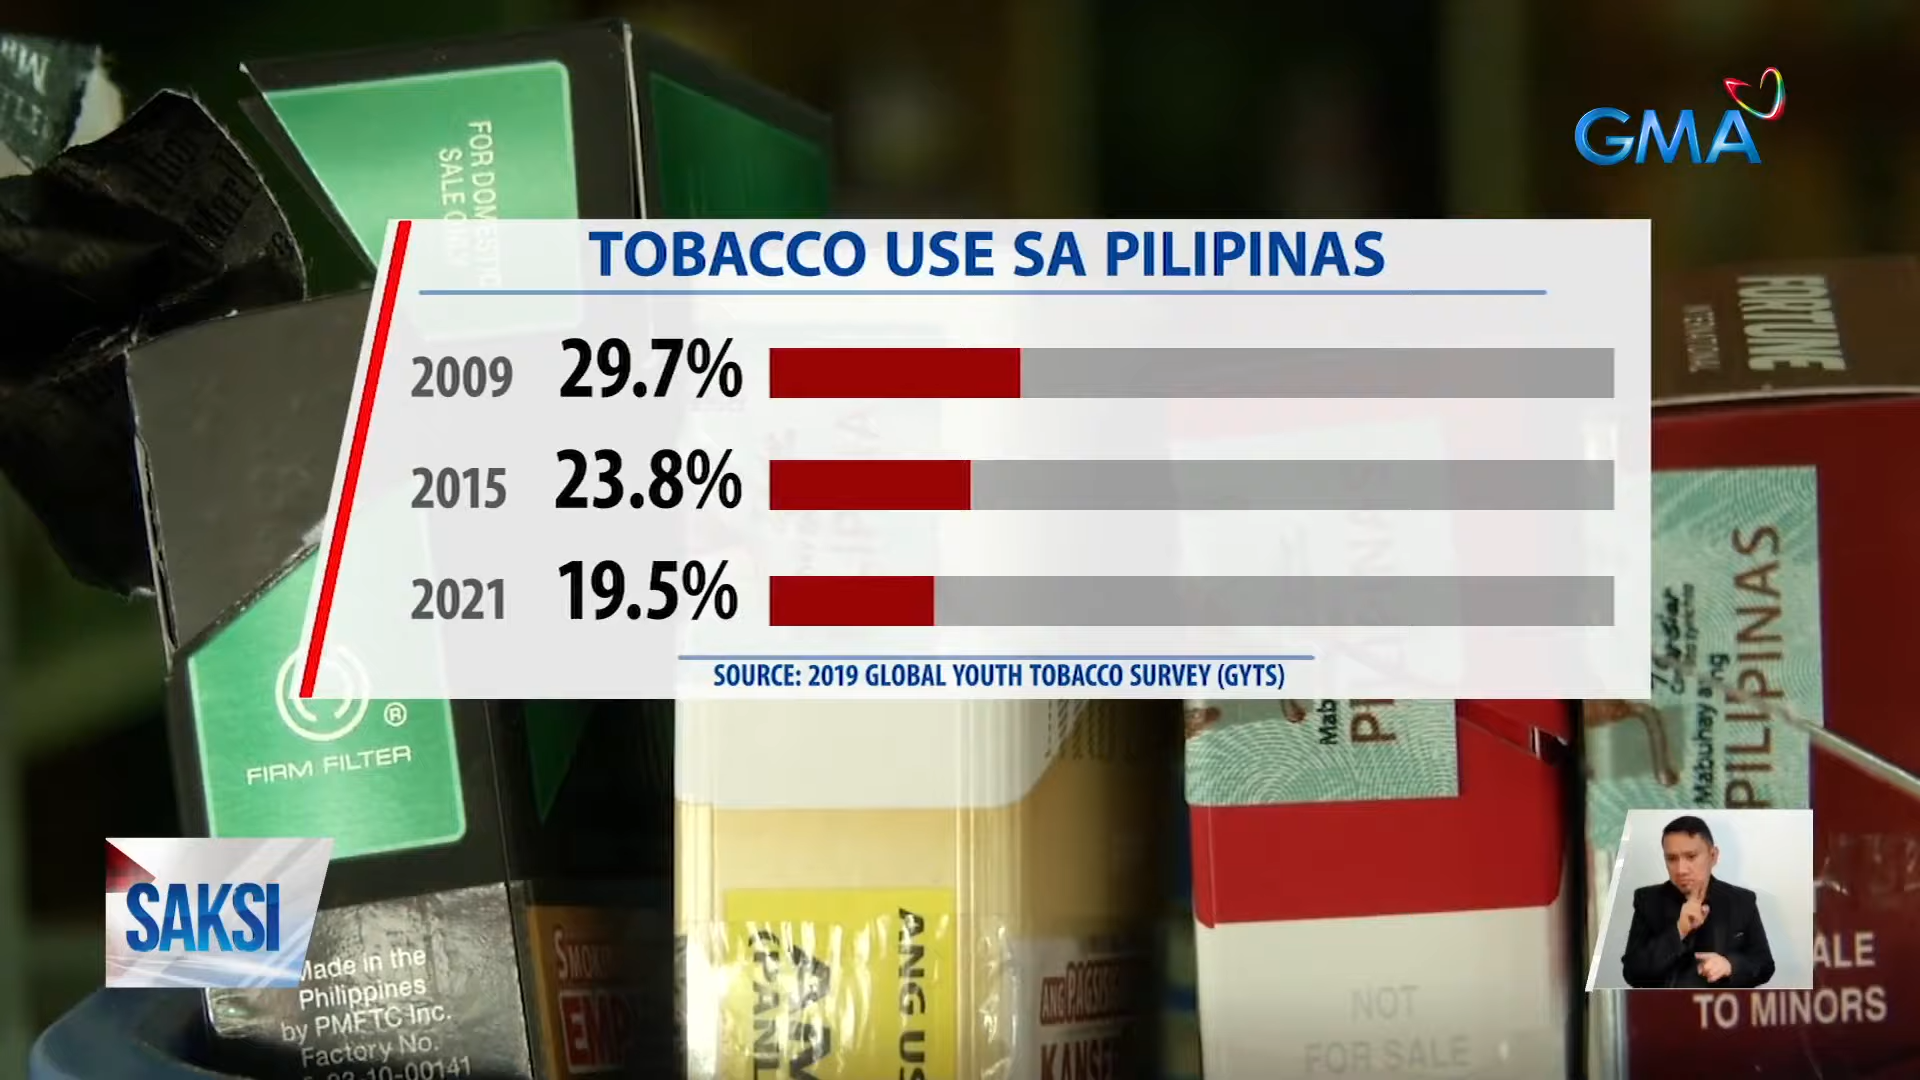 GMA
FOR DOMESTIC
SALE ONLY
TOBACCO USE SA PILIPINAS
2009 29.7%
2015 23.8%
2021 19.5%
SOURCE: 2019 GLOBAL YOUTH TOBACCO SURVEY (GYTS)
FORTUNE
PILIPINAS
Mabuhay
FIRM FILTER
®
SAKSI
Made in the
Philippines
by PMFTC Inc.
Factory No.
10-00141
ANG
NOT
FOR SALE
TO MINORS